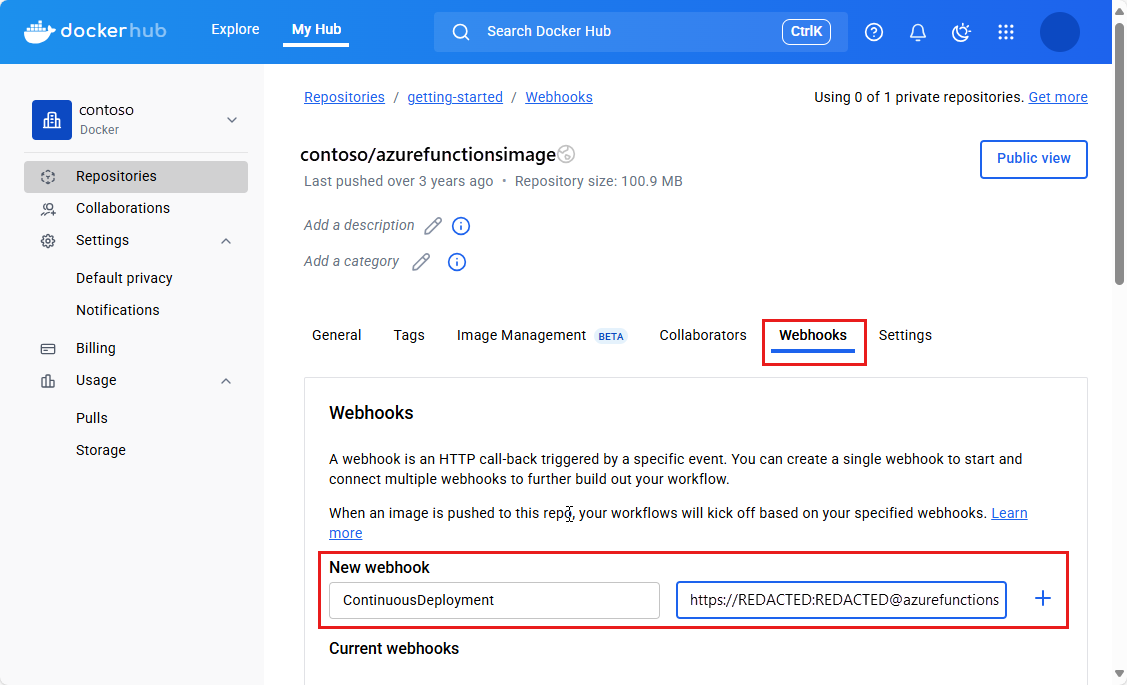 dockerhub
Explore
My Hub
Search Docker Hub
CtrlK
contoso
Docker
Repositories
Collaborations
Settings
Default privacy
Notifications
Billing
Usage
Pulls
Storage
Repositories / getting-started / Webhooks
Using 0 of 1 private repositories. Get more
contoso/azurefunctionsimage
Last pushed over 3 years ago • Repository size: 100.9 MB
Public view
Add a description
Add a category
General
Tags
Image Management BETA
Collaborators
Webhooks
Settings
Webhooks
A webhook is an HTTP call-back triggered by a specific event. You can create a single webhook to start and
connect multiple webhooks to further build out your workflow.
When an image is pushed to this repo, your workflows will kick off based on your specified webhooks. Learn
more
New webhook
ContinuousDeployment
https://REDACTED:REDACTED@azurefunctions
Current webhooks